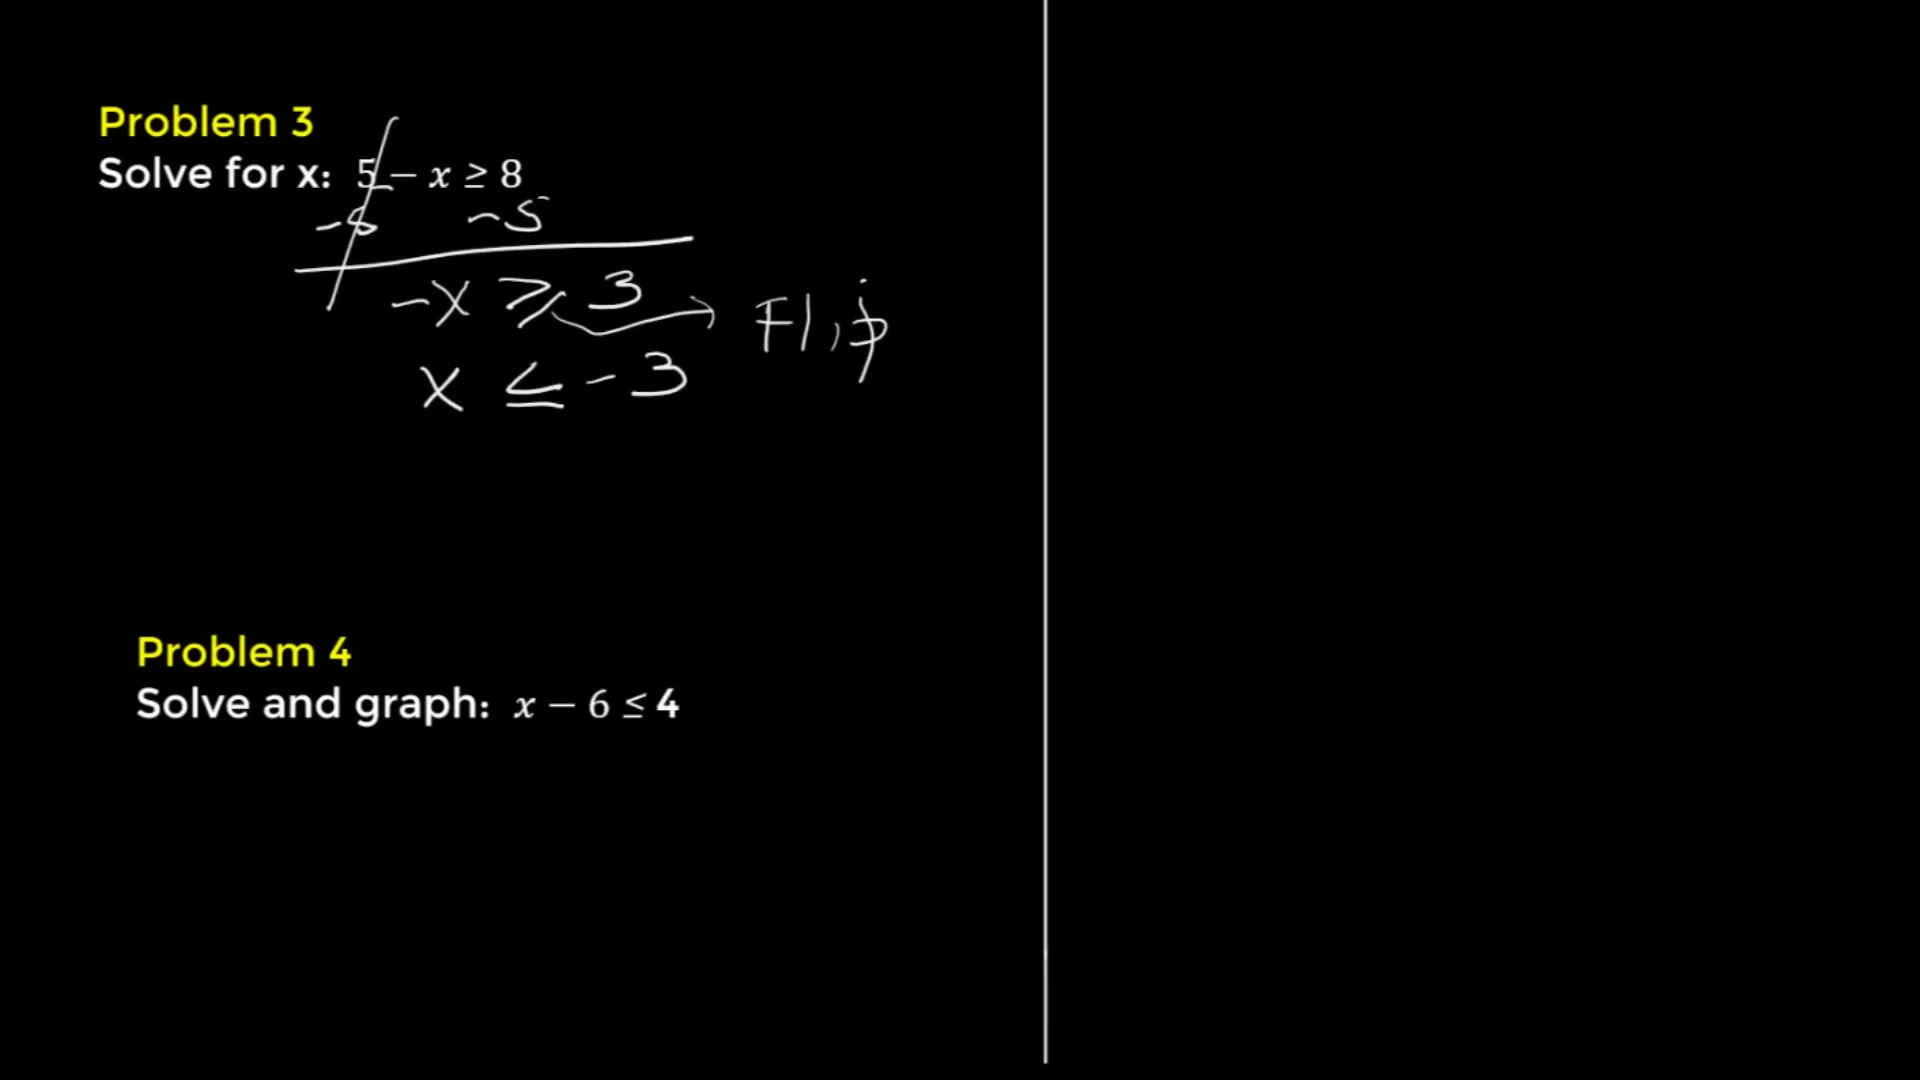 Problem 3
Solve for x: 5 − x ≥ 8
-5 -5
-x ≥ 3 → Flip
x ≤ -3
Problem 4
Solve and graph: x − 6 ≤ 4